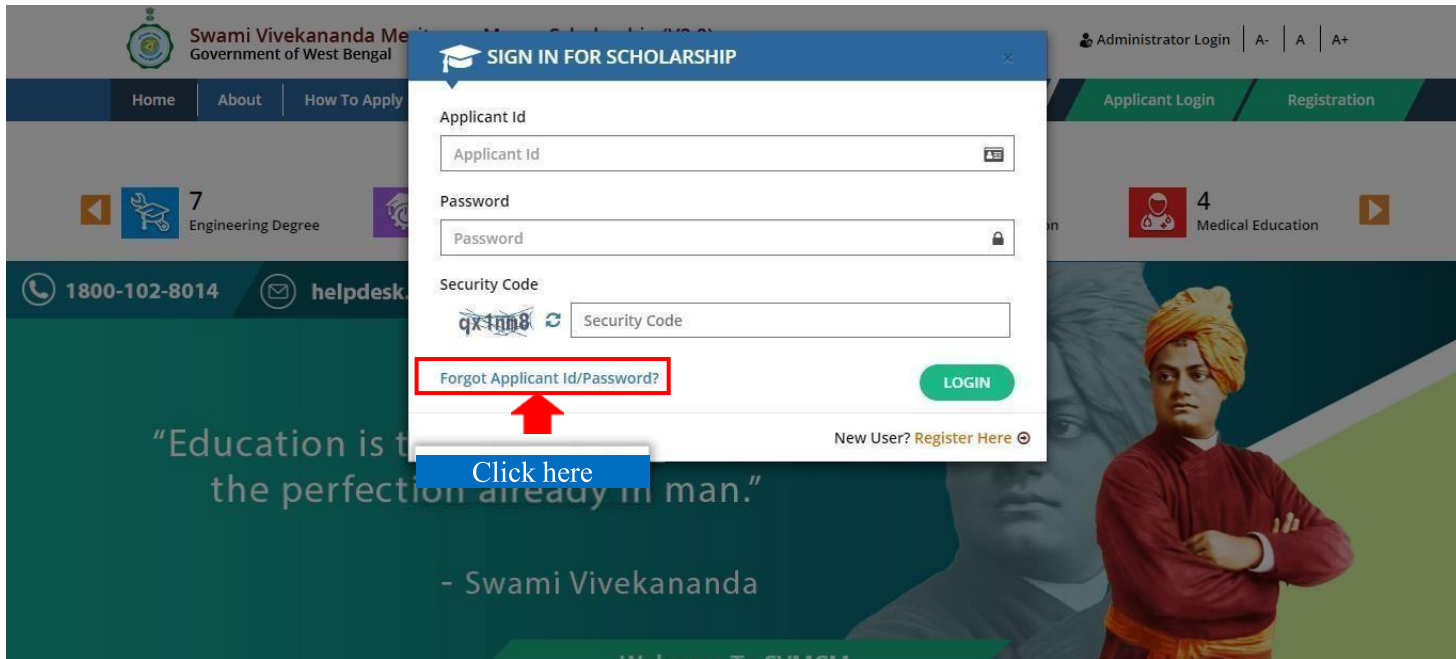 Swami Vivekananda Me
Government of West Bengal
Administrator Login | A- | A | A+
Home About How To Apply
Applicant Login Registration
SIGN IN FOR SCHOLARSHIP
×
Applicant Id
Applicant Id
Password
Password
Security Code
qx1nm8 Security Code
Forgot Applicant Id/Password?
LOGIN
New User? Register Here
Click here
7
Engineering Degree
4
Medical Education
1800-102-8014 helpdesk.
“Education is t
the perfection already in man.”
- Swami Vivekananda